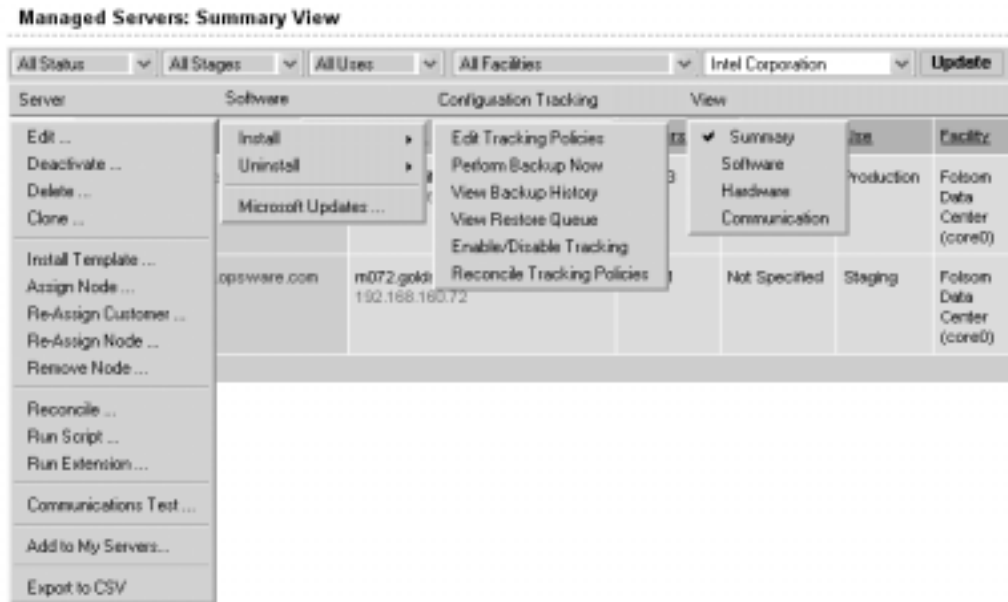 Managed Servers: Summary View
All Status All Stages All Uses All Facilities Intel Corporation Update
Server Software Configuration Tracking View
Edit ...
Deactivate ...
Delete ...
Clone ...
Install Template ...
Assign Node ...
Re-Assign Customer ...
Re-Assign Node ...
Remove Node ...
Reconcile ...
Run Script ...
Run Extension ...
Communications Test ...
Add to My Servers...
Export to CSV
Install
Uninstall
Microsoft Updates ...
Edit Tracking Policies
Perform Backup Now
View Backup History
View Restore Queue
Enable/Disable Tracking
Reconcile Tracking Policies
Summary
Software
Hardware
Communication
Facility
Folsom
Data
Center
(core0)
.opsware.com
192.168.160.72
Not Specified
Staging
Folsom
Data
Center
(core0)